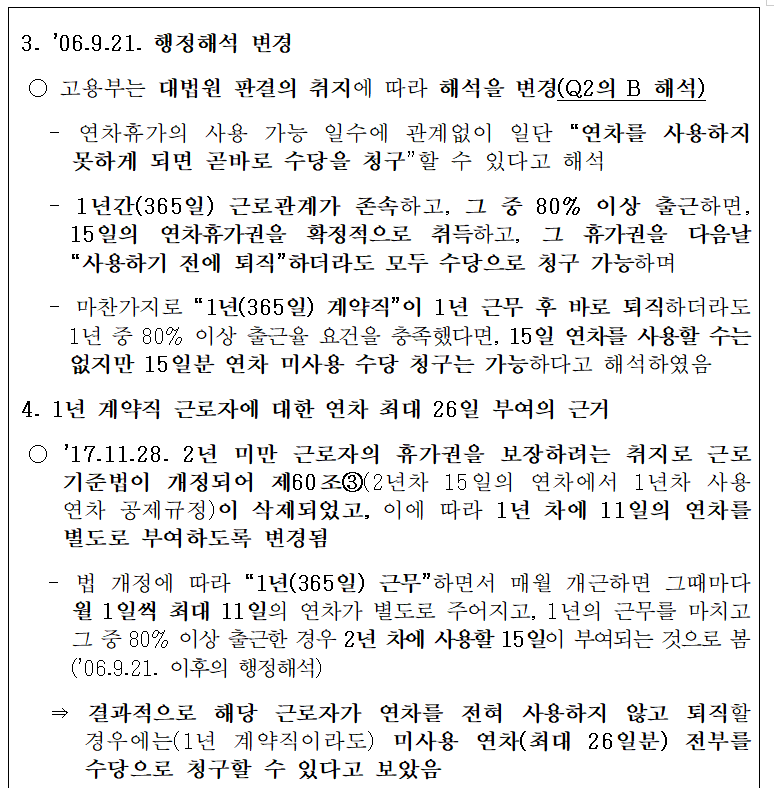 3. '06.9.21. 행정해석 변경
○ 고용부는 대법원 판결의 취지에 따라 해석을 변경(Q2의 B 해석)
- 연차휴가의 사용 가능 일수에 관계없이 일단 "연차를 사용하지
못하게 되면 곧바로 수당을 청구"할 수 있다고 해석
- 1년간(365일) 근로관계가 존속하고, 그 중 80% 이상 출근하면,
15일의 연차휴가권을 확정적으로 취득하고, 그 휴가권을 다음날
"사용하기 전에 퇴직"하더라도 모두 수당으로 청구 가능하며
- 마찬가지로 "1년(365일) 계약직"이 1년 근무 후 바로 퇴직하더라도
1년 중 80% 이상 출근율 요건을 충족했다면, 15일 연차를 사용할 수는
없지만 15일분 연차 미사용 수당 청구는 가능하다고 해석하였음
4. 1년 계약직 근로자에 대한 연차 최대 26일 부여의 근거
○ '17.11.28. 2년 미만 근로자의 휴가권을 보장하려는 취지로 근로
기준법이 개정되어 제60조③(2년차 15일의 연차에서 1년차 사용
연차 공제규정)이 삭제되었고, 이에 따라 1년 차에 11일의 연차를
별도로 부여하도록 변경됨
- 법 개정에 따라 "1년(365일) 근무"하면서 매월 개근하면 그때마다
월 1일씩 최대 11일의 연차가 별도로 주어지고, 1년의 근무를 마치고
그 중 80% 이상 출근한 경우 2년 차에 사용할 15일이 부여되는 것으로 봄
('06.9.21. 이후의 행정해석)
⇒ 결과적으로 해당 근로자가 연차를 전혀 사용하지 않고 퇴직할
경우에는(1년 계약직이라도) 미사용 연차(최대 26일분) 전부를
수당으로 청구할 수 있다고 보았음